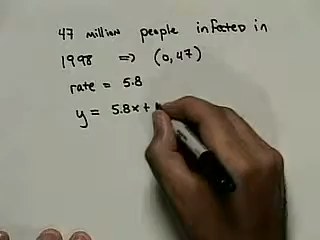 47 million people infected in
1998 => (0,47)
rate = 5.8
y = 5.8x +